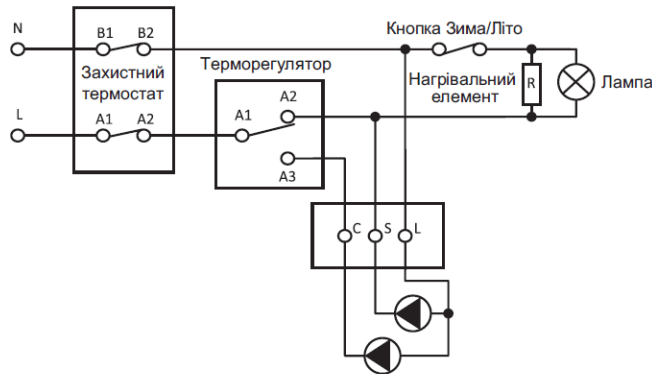 N
B1 B2
Кнопка Зима/Літо
Захистний
термостат
Терморегулятор
Нагрівальний
елемент
R
Лампа
L
A1 A2
A1
A2
A3
C S L